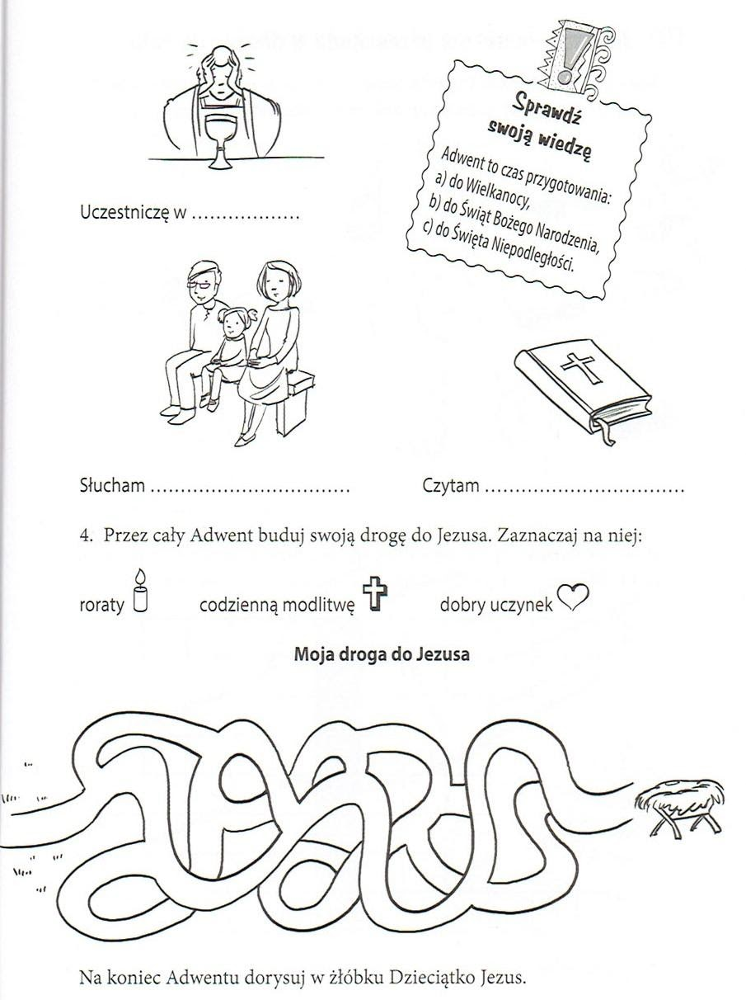 Sprawdź
swoją wiedzę
Adwent to czas przygotowania:
a) do Wielkanocy,
b) do Świąt Bożego Narodzenia,
c) do Święta Niepodległości.
Uczestniczę w ..................
Słucham .................................
Czytam .................................
4. Przez cały Adwent buduj swoją drogę do Jezusa. Zaznaczaj na niej:
roraty codzienną modlitwę dobry uczynek
Moja droga do Jezusa
Na koniec Adwentu dorysuj w żłóbku Dzieciątko Jezus.